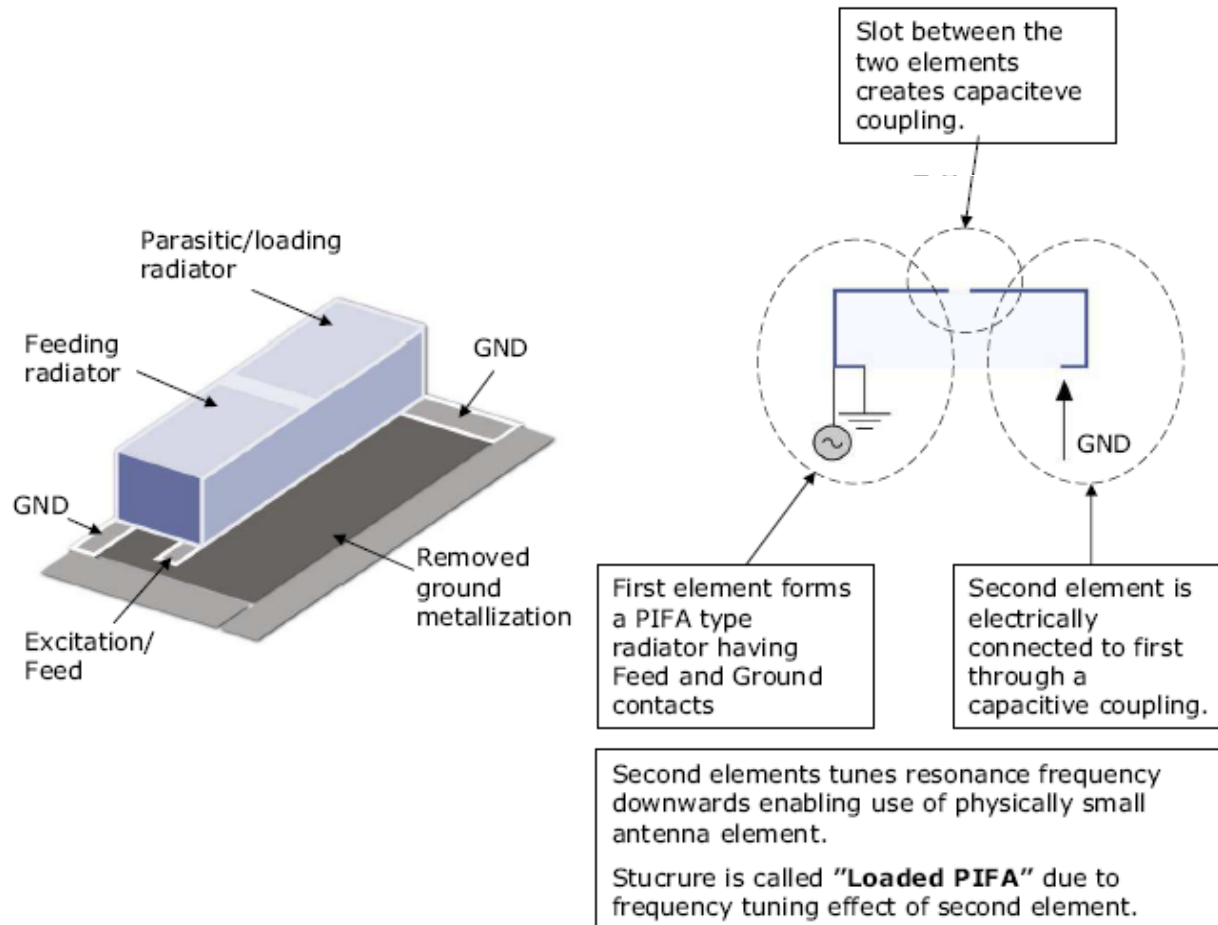 Slot between the
two elements
creates capaciteve
coupling.
Parasitic/loading
radiator
Feeding
radiator
GND
GND
Removed
ground
metallization
Excitation/
Feed
GND
First element forms
a PIFA type
radiator having
Feed and Ground
contacts
Second element is
electrically
connected to first
through a
capacitive coupling.
Second elements tunes resonance frequency
downwards enabling use of physically small
antenna element.
Stucrure is called "Loaded PIFA" due to
frequency tuning effect of second element.